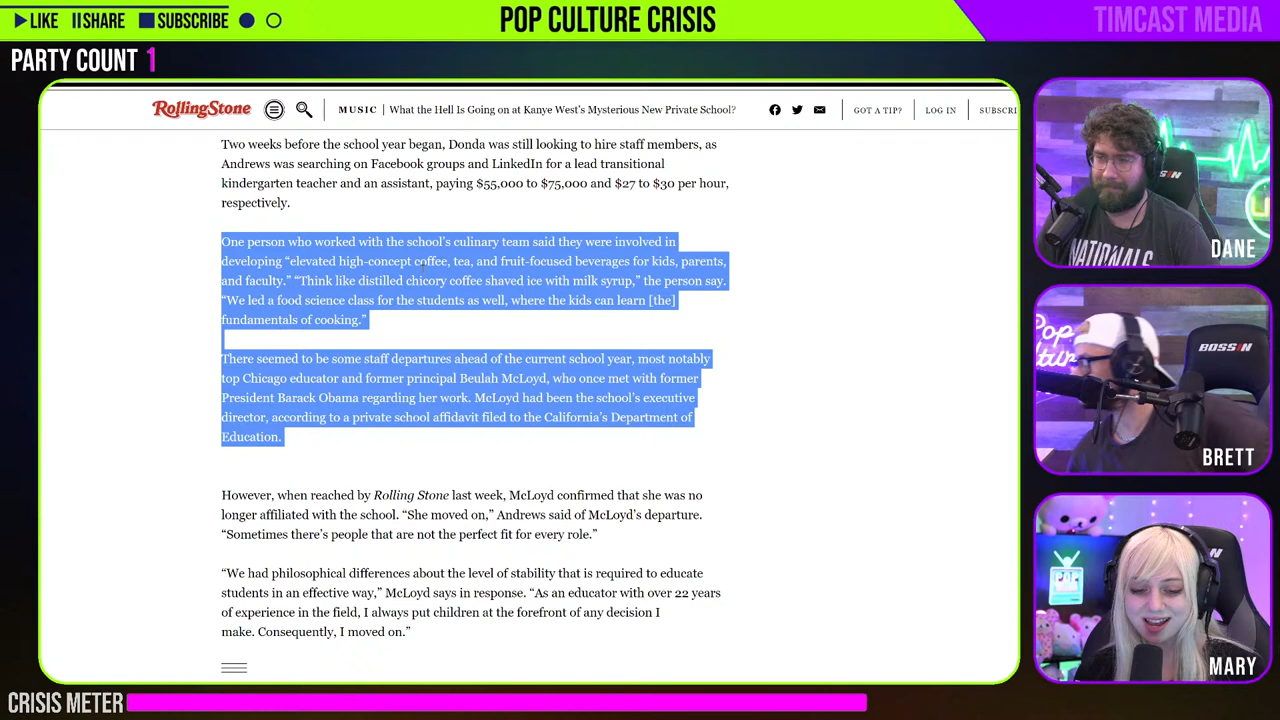 LIKE SHARE SUBSCRIBE
POP CULTURE CRISIS
TIMCAST MEDIA
PARTY COUNT 1
RollingStone
MUSIC | What the Hell Is Going on at Kanye West's Mysterious New Private School?
GOT A TIP?
LOG IN
SUBSCRI
Two weeks before the school year began, Donda was still looking to hire staff members, as
Andrews was searching on Facebook groups and LinkedIn for a lead transitional
kindergarten teacher and an assistant, paying $55,000 to $75,000 and $27 to $30 per hour,
respectively.
One person who worked with the school's culinary team said they were involved in
developing “elevated high-concept coffee, tea, and fruit-focused beverages for kids, parents,
and faculty.” “Think like distilled chicory coffee shaved ice with milk syrup,” the person say.
“We led a food science class for the students as well, where the kids can learn [the]
fundamentals of cooking.”
There seemed to be some staff departures ahead of the current school year, most notably
top Chicago educator and former principal Beulah McLoyd, who once met with former
President Barack Obama regarding her work. McLoyd had been the school's executive
director, according to a private school affidavit filed to the California's Department of
Education.
However, when reached by Rolling Stone last week, McLoyd confirmed that she was no
longer affiliated with the school. “She moved on,” Andrews said of McLoyd's departure.
“Sometimes there's people that are not the perfect fit for every role.”
“We had philosophical differences about the level of stability that is required to educate
students in an effective way,” McLoyd says in response. “As an educator with over 22 years
of experience in the field, I always put children at the forefront of any decision I
make. Consequently, I moved on.”
NATIONALS
DANE
Pop
BOSSIN
BRETT
POP
MARY
CRISIS METER